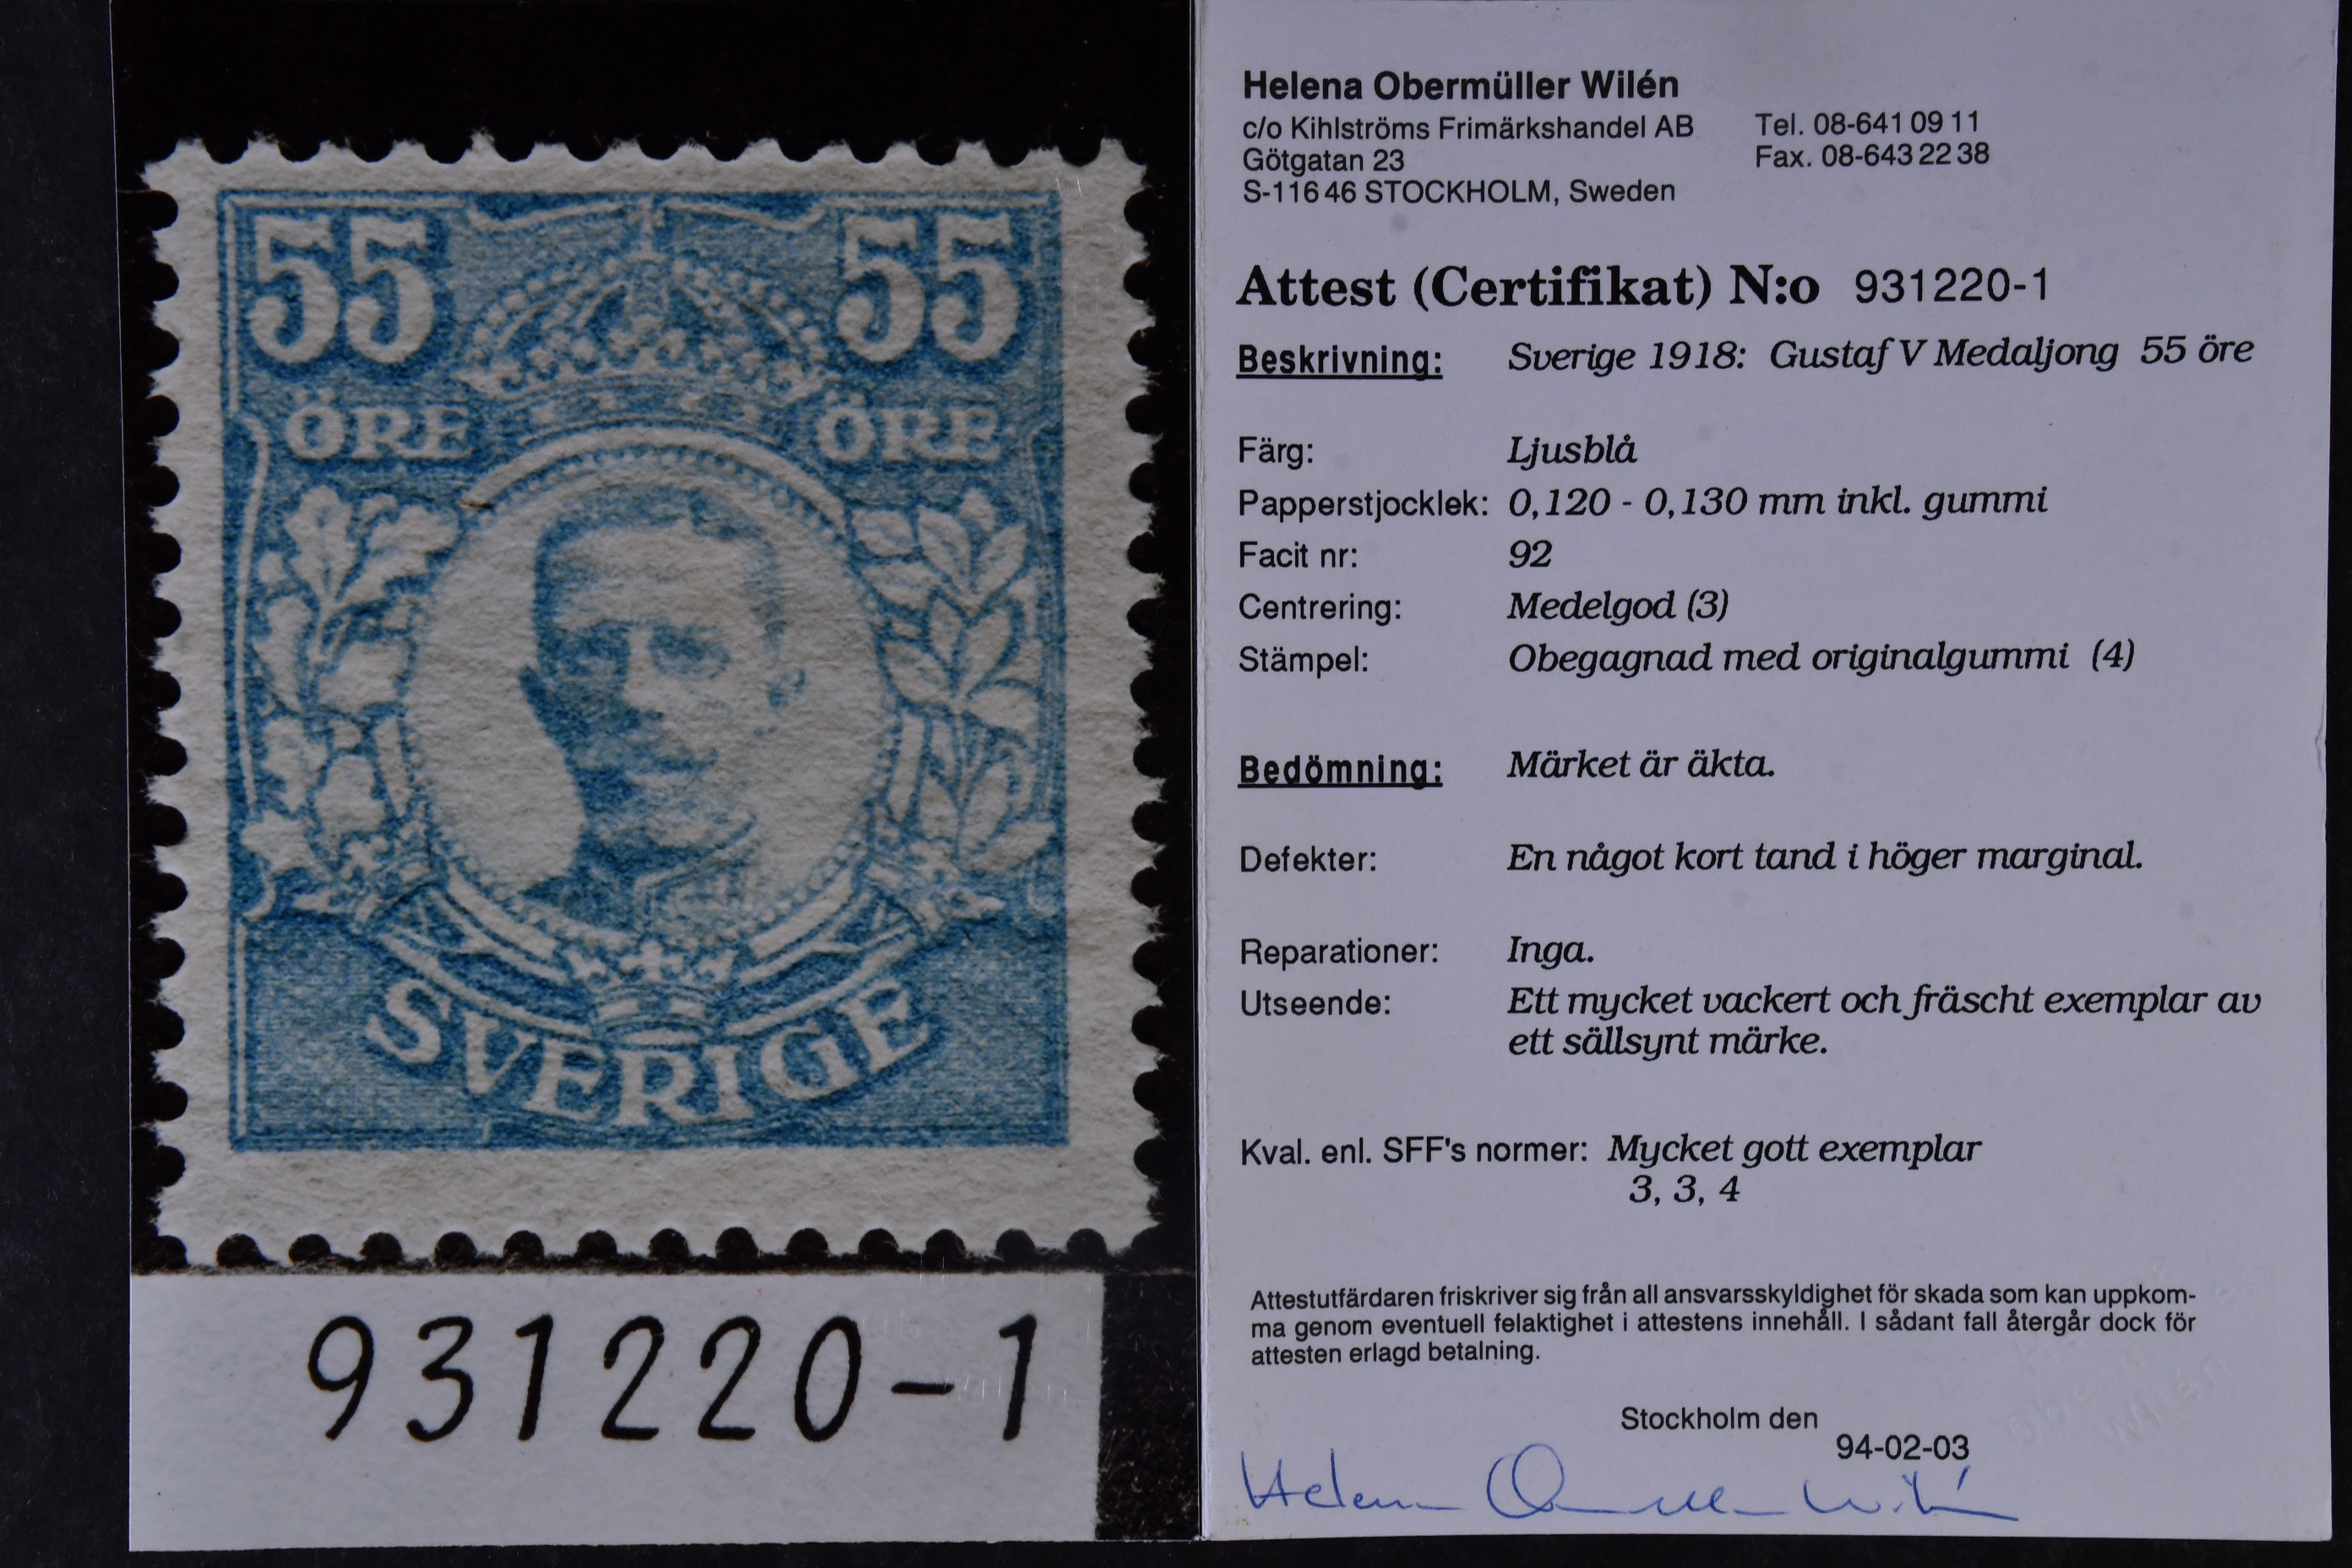 55 55
ÖRE ÖRE
SVERIGE
931220-1
Helena Obermüller Wilén
c/o Kihlströms Frimärkshandel AB Tel. 08-641 09 11
Götgatan 23 Fax. 08-643 22 38
S-116 46 STOCKHOLM, Sweden
Attest (Certifikat) N:o 931220-1
Beskrivning: Sverige 1918: Gustaf V Medaljong 55 öre
Färg: Ljusblå
Papperstjocklek: 0,120 - 0,130 mm inkl. gummi
Facit nr: 92
Centrering: Medelgod (3)
Stämpel: Obegagnad med originalgummi (4)
Bedömning: Märket är äkta.
Defekter: En något kort tand i höger marginal.
Reparationer: Inga.
Utseende: Ett mycket vackert och fräscht exemplar av
ett sällsynt märke.
Kval. enl. SFF's normer: Mycket gott exemplar
3, 3, 4
Attestutfärdaren friskriver sig från all ansvarsskyldighet för skada som kan uppkom-
ma genom eventuell felaktighet i attestens innehåll. I sådant fall återgår dock för
attesten erlagd betalning.
Stockholm den
94-02-03
Helena Obermüller Wilén